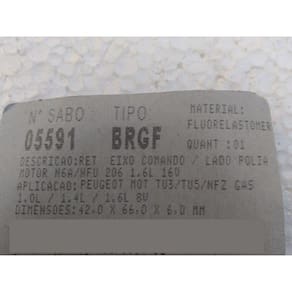 Nº SABO TIPO MATERIAL:
05591 BRGF FLUORELASTOMER
QUANT :01
DESCRICAO:RET EIXO COMANDO / LADO POLIA
MOTOR N6A/NFU 206 1.6L 16V
APLICACAO: PEUGEOT MOT TU3/TU5/NFZ GAS
1.0L / 1.4L / 1.6L 8V
DIMENSOES:42.0 X 66.0 X 6.0 MM